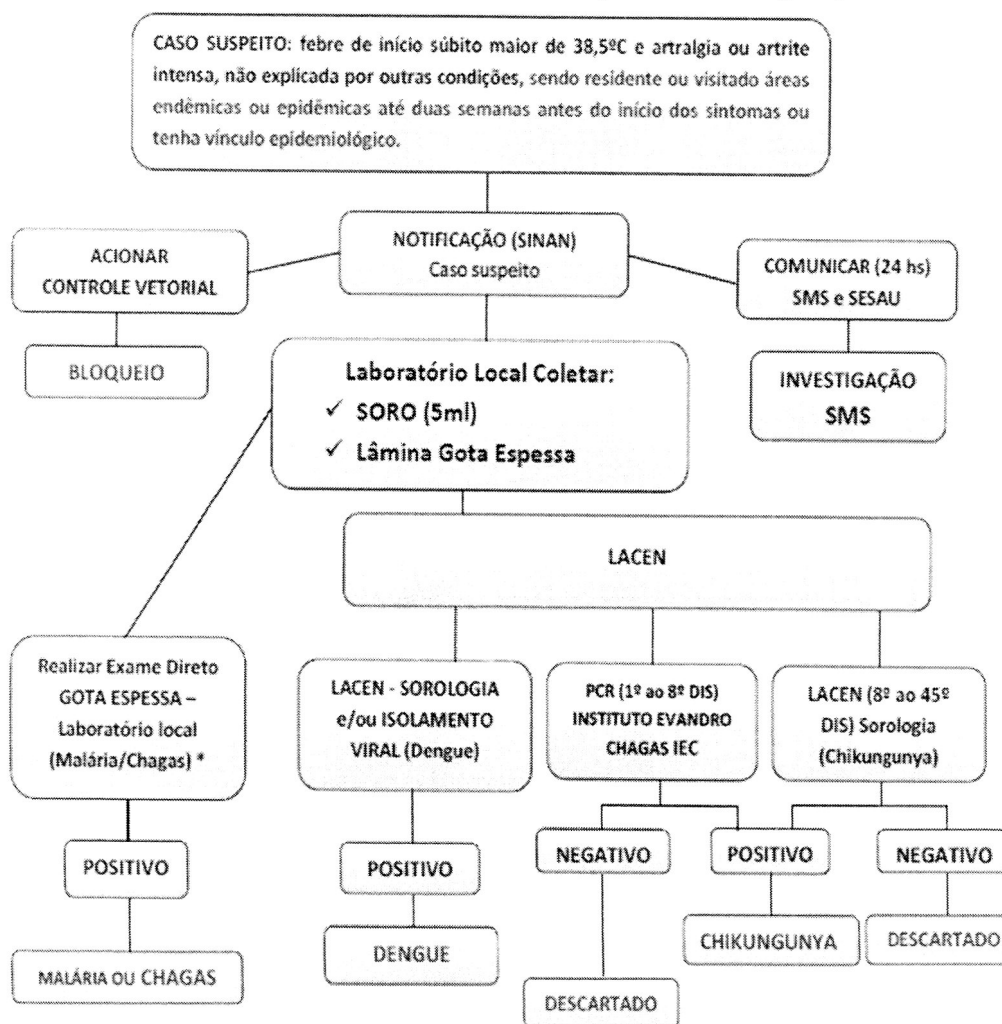 CASO SUSPEITO: febre de início súbito maior de 38,5ºC e artralgia ou artrite
intensa, não explicada por outras condições, sendo residente ou visitado áreas
endêmicas ou epidêmicas até duas semanas antes do início dos sintomas ou
tenha vínculo epidemiológico.
NOTIFICAÇÃO (SINAN)
Caso suspeito
ACIONAR
CONTROLE VETORIAL
COMUNICAR (24 hs)
SMS e SESAU
BLOQUEIO
INVESTIGAÇÃO
SMS
Laboratório Local Coletar:
✓ SORO (5ml)
✓ Lâmina Gota Espessa
LACEN
Realizar Exame Direto
GOTA ESPESSA –
Laboratório local
(Malária/Chagas) *
LACEN - SOROLOGIA
e/ou ISOLAMENTO
VIRAL (Dengue)
PCR (1º ao 8º DIS)
INSTITUTO EVANDRO
CHAGAS IEC
LACEN (8º ao 45º
DIS) Sorologia
(Chikungunya)
POSITIVO
POSITIVO
NEGATIVO
POSITIVO
NEGATIVO
MALÁRIA OU CHAGAS
DENGUE
DESCARTADO
CHIKUNGUNYA
DESCARTADO